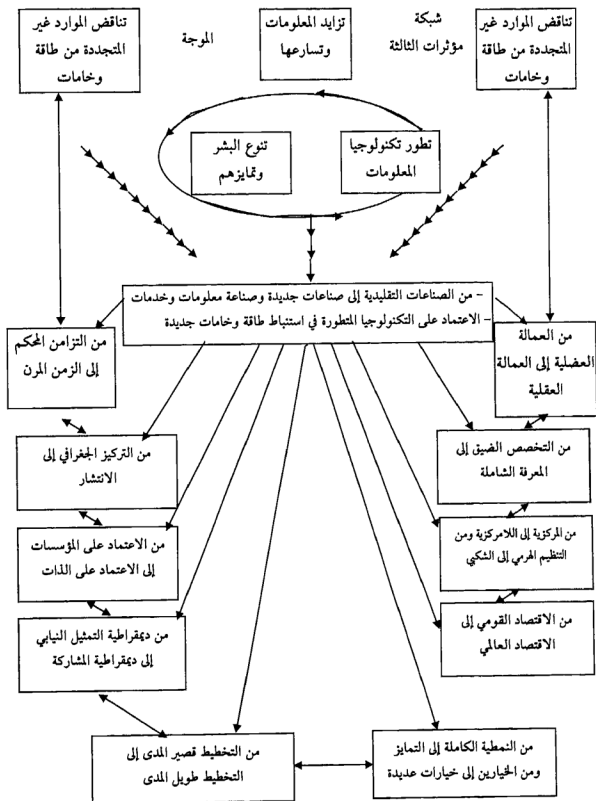 تناقض الموارد غير
المتجددة من طاقة
وخامات
شبكة
مؤثرات الثالثة
تزايد المعلومات
وتسارعها
الموجة
تناقض الموارد غير
المتجددة من طاقة
وخامات
تطور تكنولوجيا
المعلومات
تنوع البشر
وتمايزهم
– من الصناعات التقليدية إلى صناعات جديدة وصناعة معلومات وخدمات
– الاعتماد على التكنولوجيا المتطورة في استنباط طاقة وخامات جديدة
من العمالة
العضلية إلى العمالة
العقلية
من التزامن المحكم
إلى الزمن المرن
من التخصص الضيق إلى
المعرفة الشاملة
من التركيز الجغرافي إلى
الانتشار
من المركزية إلى اللامركزية ومن
التنظيم الهرمي إلى الشكبي
من الاعتماد على المؤسسات
إلى الاعتماد على الذات
من الاقتصاد القومي إلى
الاقتصاد العالمي
من ديمقراطية التمثيل النيابي
إلى ديمقراطية المشاركة
من النمطية الكاملة إلى التمايز
ومن الخيارين إلى خيارات عديدة
من التخطيط قصير المدى إلى
التخطيط طويل المدى